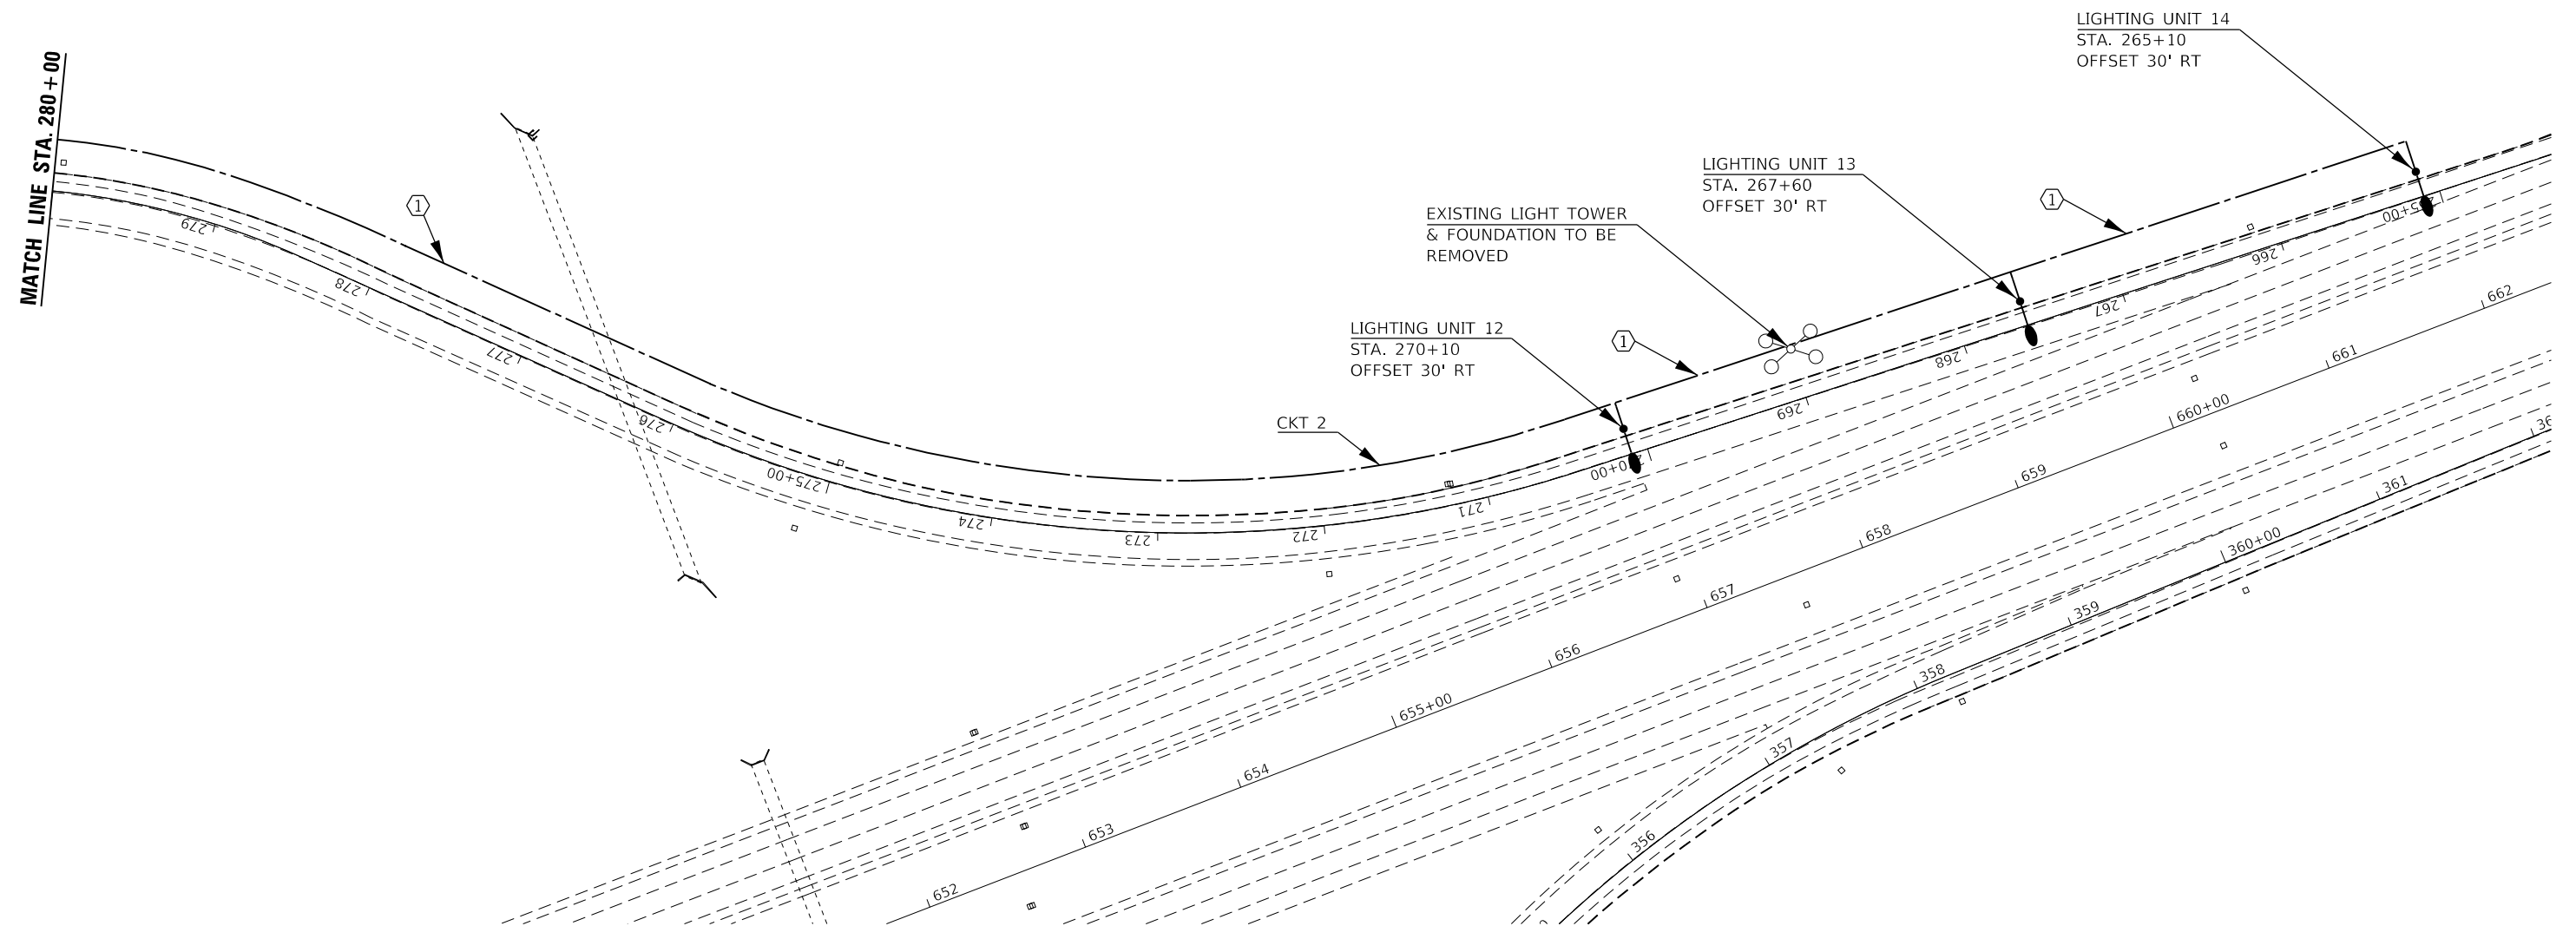 LIGHTING UNIT 14
STA. 265+10
OFFSET 30' RT
MATCH LINE STA. 280+00
LIGHTING UNIT 13
STA. 267+60
OFFSET 30' RT
1
1
EXISTING LIGHT TOWER
& FOUNDATION TO BE
REMOVED
LIGHTING UNIT 12
STA. 270+10
OFFSET 30' RT
1
CKT 2
279
278
277
276
275+00
274
273
272
271
269
268
267
266
652
653
654
655+00
656
657
658
659
660+00
661
662
356
357
358
359
360+00
361